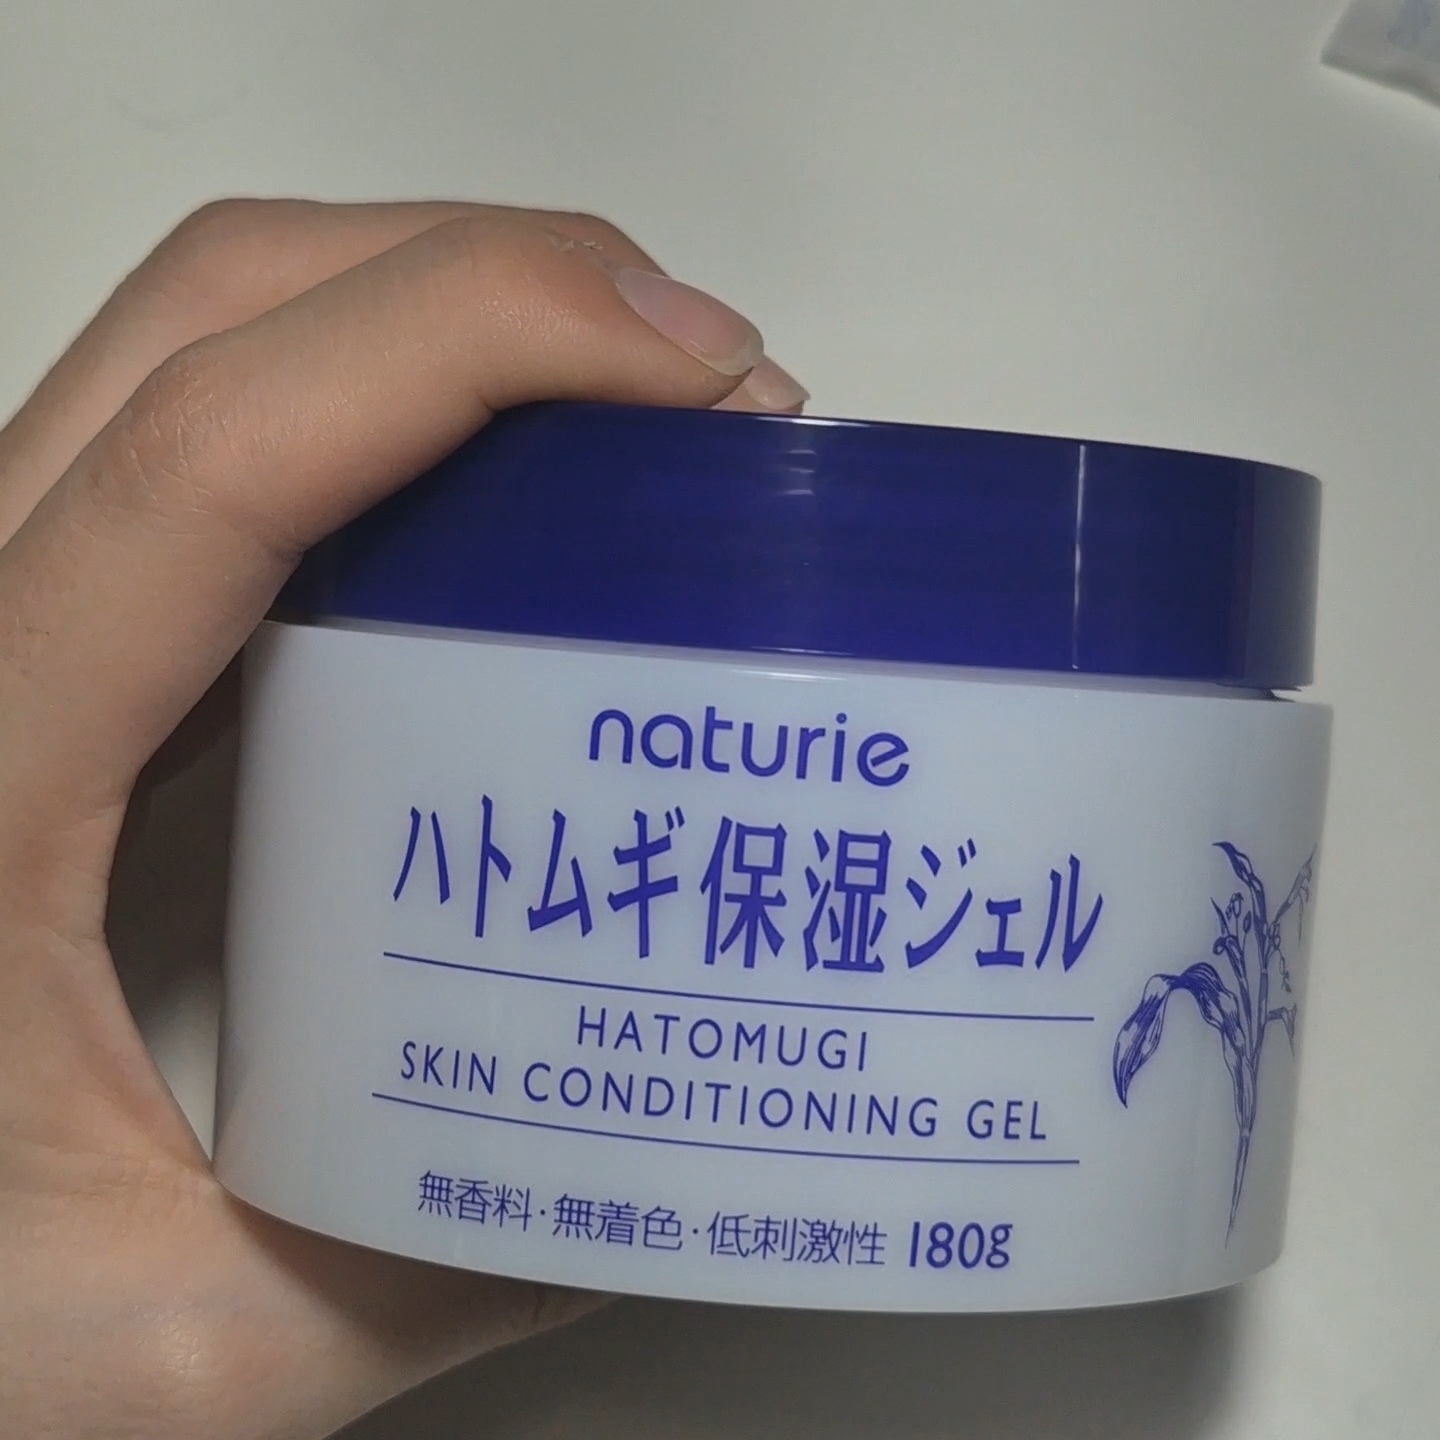 naturie
ハトムギ保湿ジェル
HATOMUGI
SKIN CONDITIONING GEL
無香料・無着色・低刺激性 180g